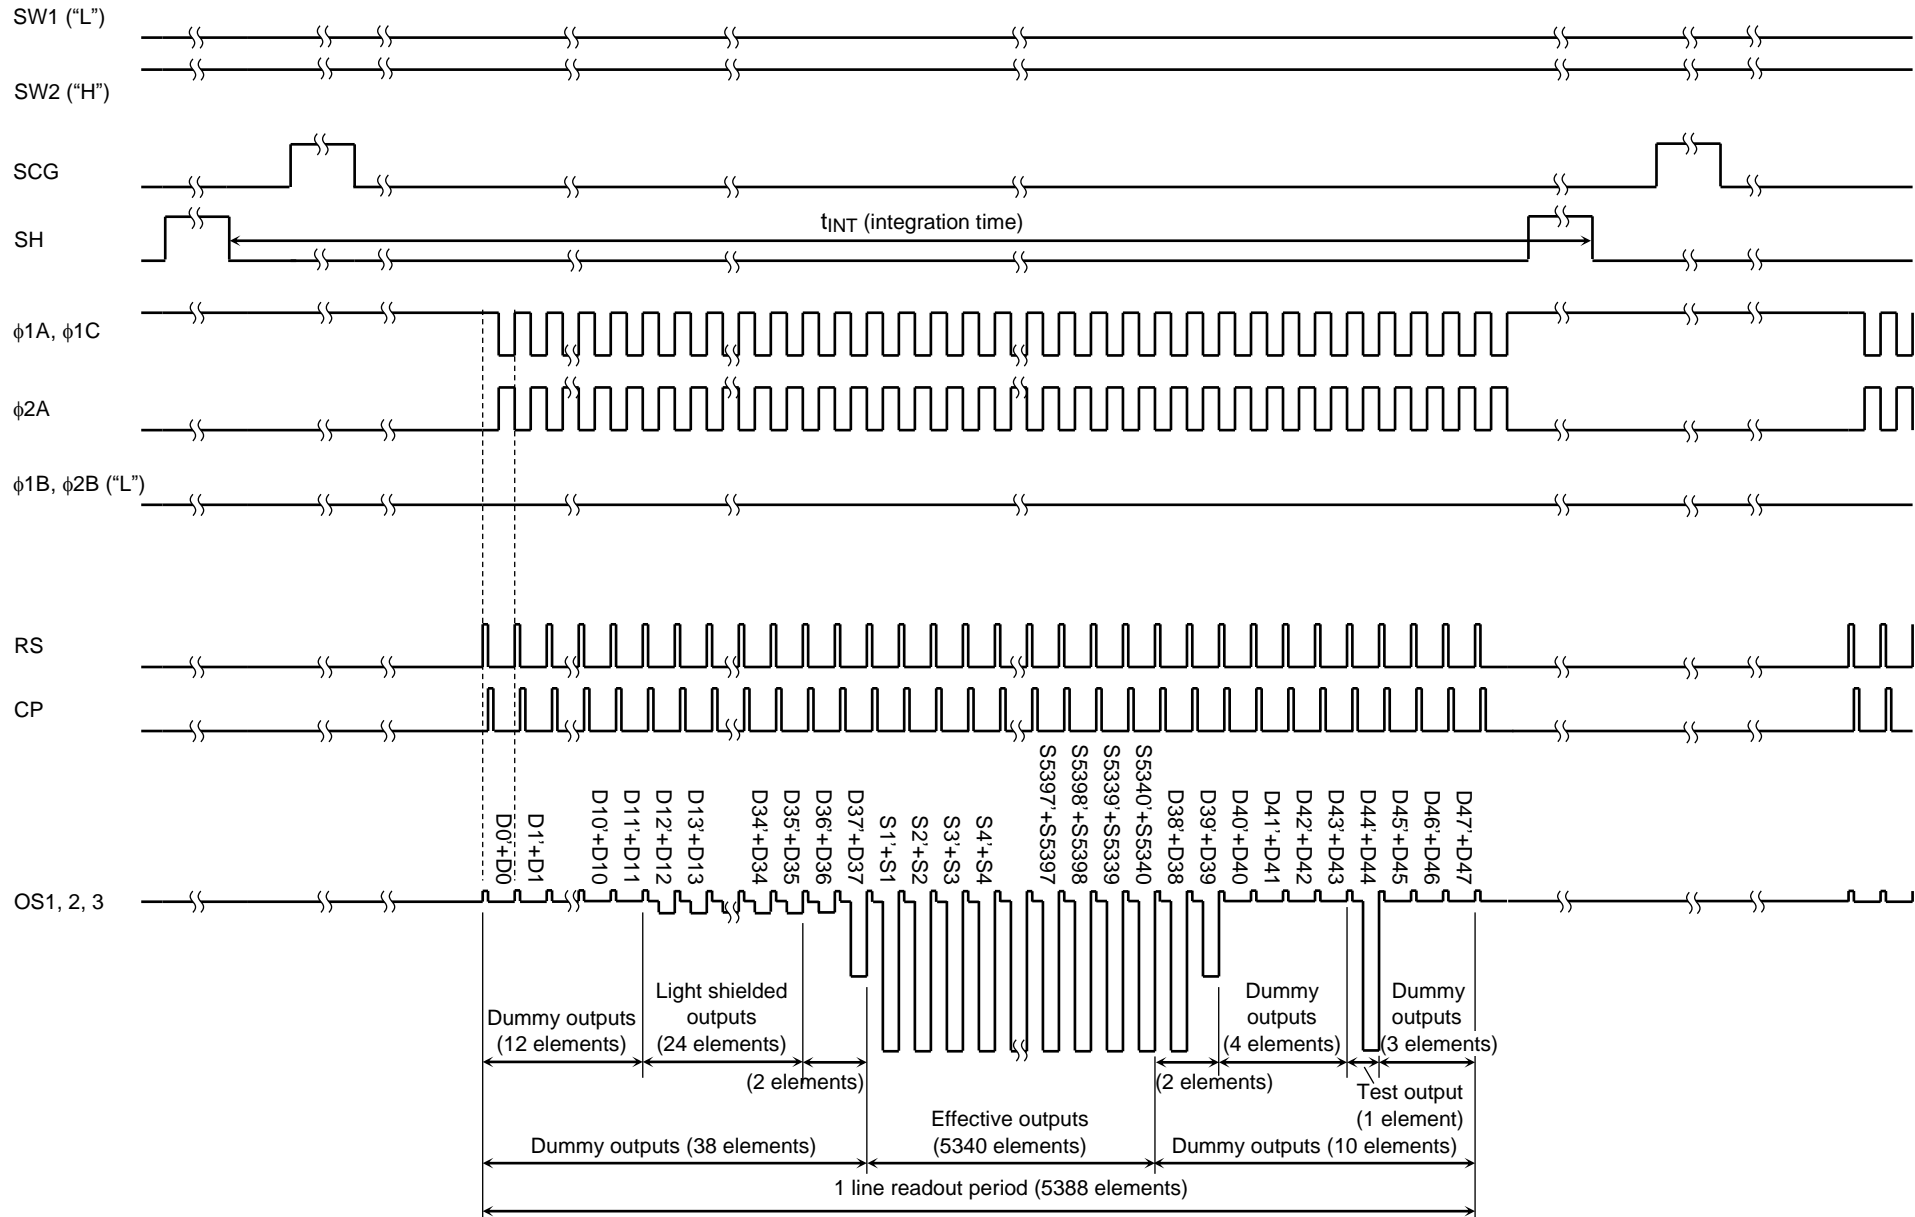 SW1 (“L”)
SW2 (“H”)
SCG
SH
tINT (integration time)
ϕ1A, ϕ1C
ϕ2A
ϕ1B, ϕ2B (“L”)
RS
CP
OS1, 2, 3
D0’+D0
D1’+D1
D10’+D10
D11’+D11
D12’+D12
D13’+D13
D34’+D34
D35’+D35
D36’+D36
D37’+D37
S1’+S1
S2’+S2
S3’+S3
S4’+S4
S5397’+S5397
S5398’+S5398
S5339’+S5339
S5340’+S5340
D38’+D38
D39’+D39
D40’+D40
D41’+D41
D42’+D42
D43’+D43
D44’+D44
D45’+D45
D46’+D46
D47’+D47
Dummy outputs
(12 elements)
Light shielded
outputs
(24 elements)
(2 elements)
(2 elements)
Dummy
outputs
(4 elements)
Dummy
outputs
(3 elements)
Test output
(1 element)
Dummy outputs (38 elements)
Effective outputs
(5340 elements)
Dummy outputs (10 elements)
1 line readout period (5388 elements)